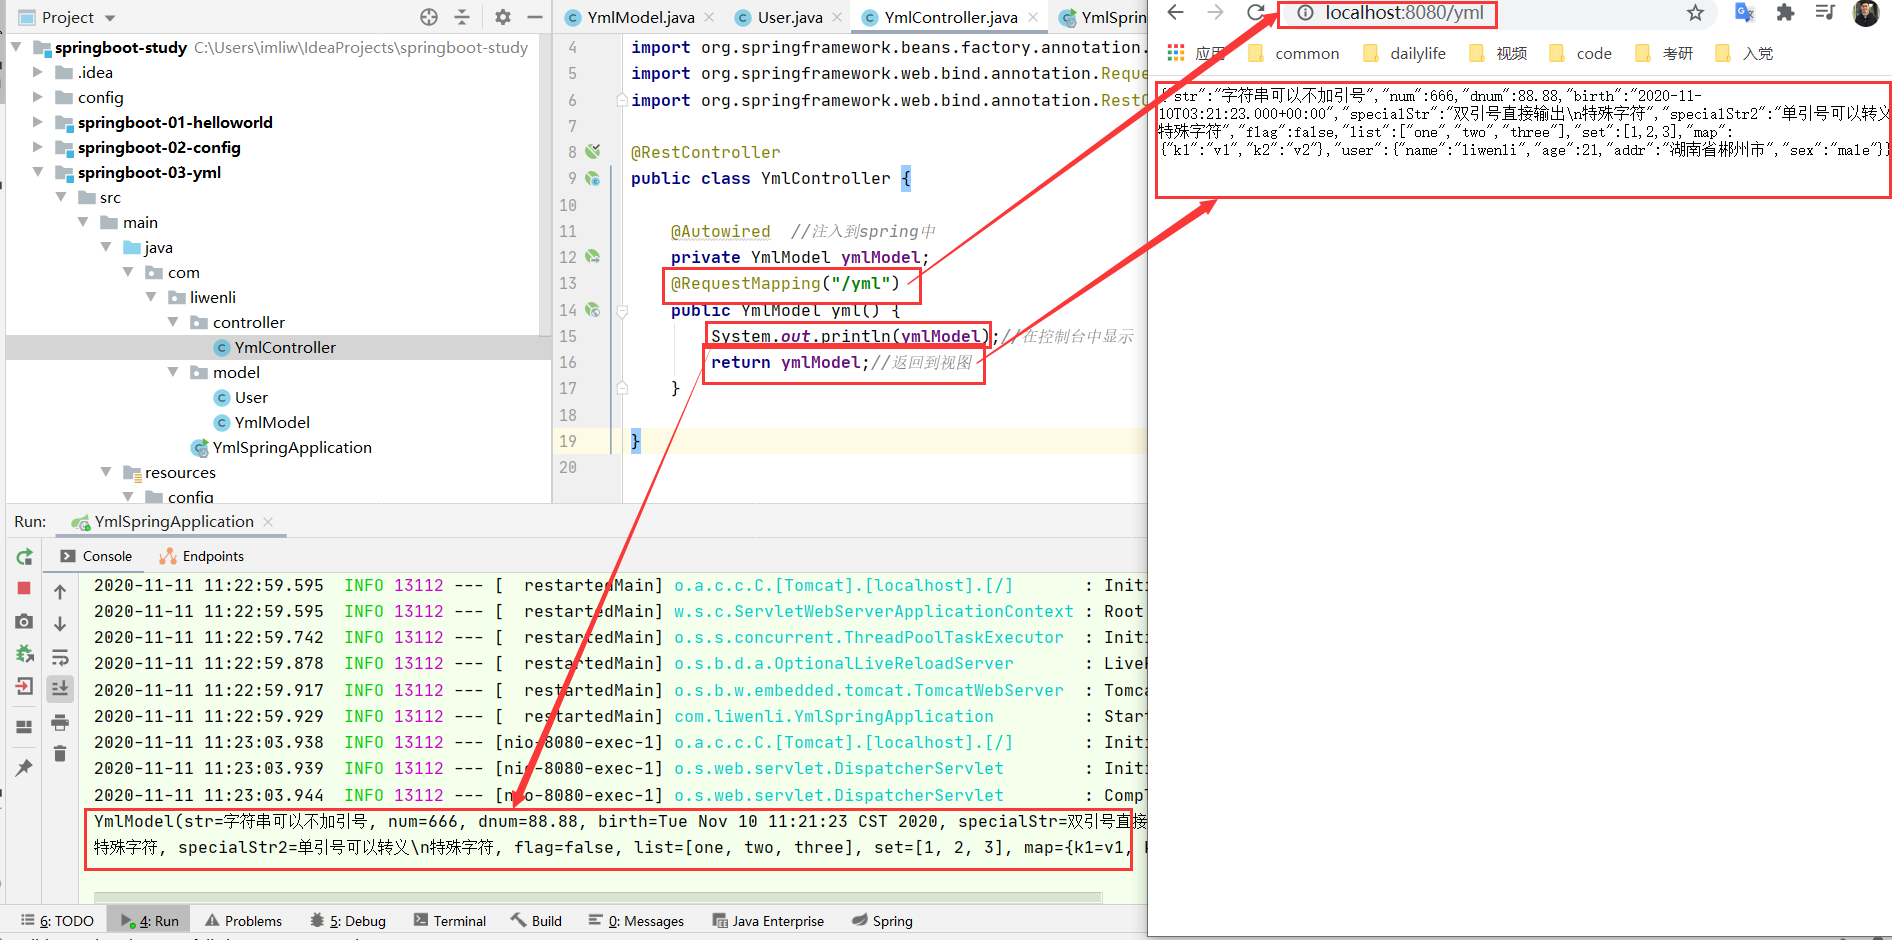 Project
springboot-study C:\Users\imliw\IdeaProjects\springboot-study
.idea
config
springboot-01-helloworld
springboot-02-config
springboot-03-yml
src
main
java
com
liwenli
controller
YmlController
model
User
YmlModel
YmlSpringApplication
resources
config
YmlModel.java
User.java
YmlController.java
YmlSprin
4 import org.springframework.beans.factory.annotation.
5 import org.springframework.web.bind.annotation.Reque
6 import org.springframework.web.bind.annotation.RestC
7
8 @RestController
9 public class YmlController {
10
11 @Autowired //注入到spring中
12 private YmlModel ymlModel;
13 @RequestMapping("/yml")
14 public YmlModel yml() {
15 System.out.println(ymlModel);//在控制台中显示
16 return ymlModel;//返回到视图
17 }
18
19 }
20
localhost:8080/yml
应用 common dailylife 视频 code 考研 入党
{"str":"字符串可以不加引号","num":666,"dnum":88.88,"birth":"2020-11-
10T03:21:23.000+00:00","specialStr":"双引号直接输出\n特殊字符","specialStr2":"单引号可以转义
特殊字符","flag":false,"list":["one","two","three"],"set":[1,2,3],"map":
{"k1":"v1","k2":"v2"},"user":{"name":"liwenli","age":21,"addr":"湖南省郴州市","sex":"male"}}
Run: YmlSpringApplication
Console Endpoints
2020-11-11 11:22:59.595 INFO 13112 --- [ restartedMain] o.a.c.c.C.[Tomcat].[localhost].[/] : Initi
2020-11-11 11:22:59.595 INFO 13112 --- [ restartedMain] w.s.c.ServletWebServerApplicationContext : Root
2020-11-11 11:22:59.742 INFO 13112 --- [ restartedMain] o.s.s.concurrent.ThreadPoolTaskExecutor : Initi
2020-11-11 11:22:59.878 INFO 13112 --- [ restartedMain] o.s.b.d.a.OptionalLiveReloadServer : LiveR
2020-11-11 11:22:59.917 INFO 13112 --- [ restartedMain] o.s.b.w.embedded.tomcat.TomcatWebServer : Tomca
2020-11-11 11:22:59.929 INFO 13112 --- [ restartedMain] com.liwenli.YmlSpringApplication : Start
2020-11-11 11:23:03.938 INFO 13112 --- [nio-8080-exec-1] o.a.c.c.C.[Tomcat].[localhost].[/] : Initi
2020-11-11 11:23:03.939 INFO 13112 --- [nio-8080-exec-1] o.s.web.servlet.DispatcherServlet : Initi
2020-11-11 11:23:03.944 INFO 13112 --- [nio-8080-exec-1] o.s.web.servlet.DispatcherServlet : Compl
YmlModel(str=字符串可以不加引号, num=666, dnum=88.88, birth=Tue Nov 10 11:21:23 CST 2020, specialStr=双引号直接
特殊字符, specialStr2=单引号可以转义\n特殊字符, flag=false, list=[one, two, three], set=[1, 2, 3], map={k1=v1,
6: TODO 4: Run Problems 5: Debug Terminal Build 0: Messages Java Enterprise Spring